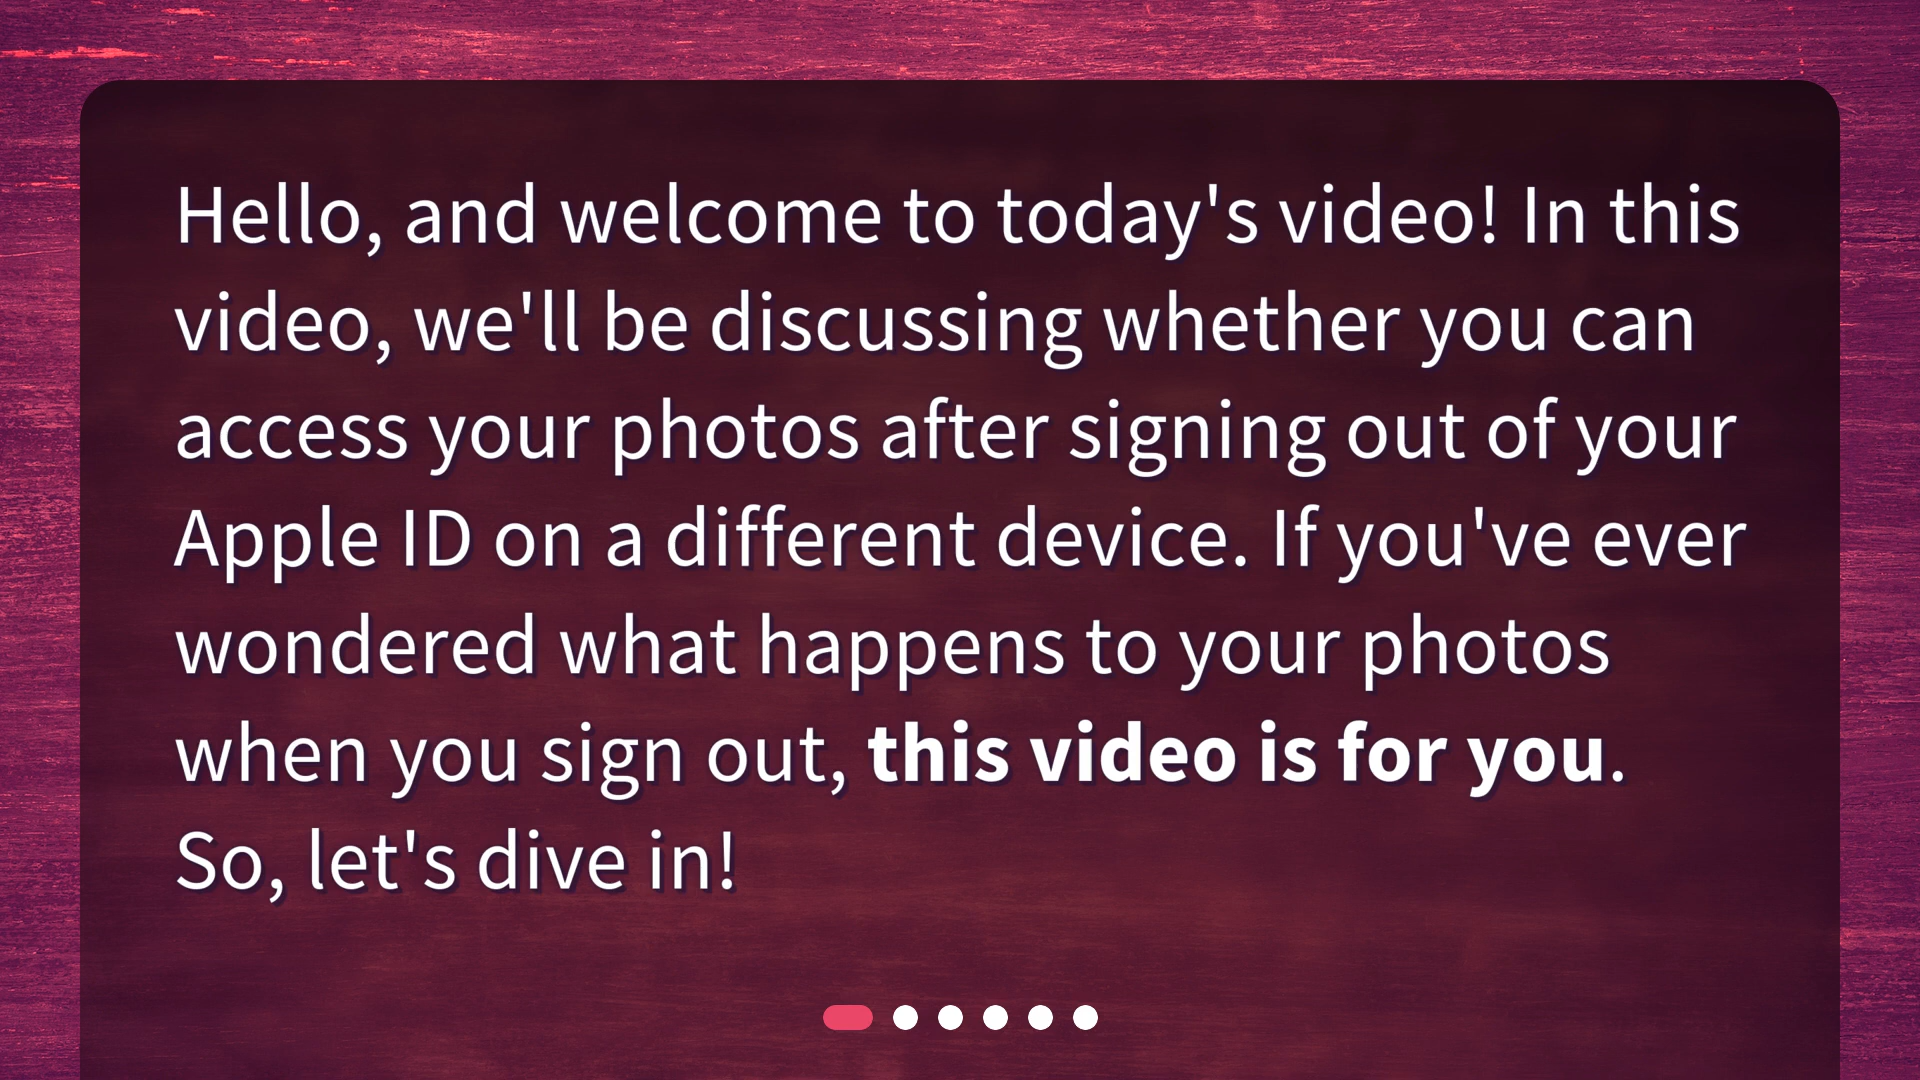 Hello, and welcome to today's video! In this
video, we'll be discussing whether you can
access your photos after signing out of your
Apple ID on a different device. If you've ever
wondered what happens to your photos
when you sign out, this video is for you.
So, let's dive in!